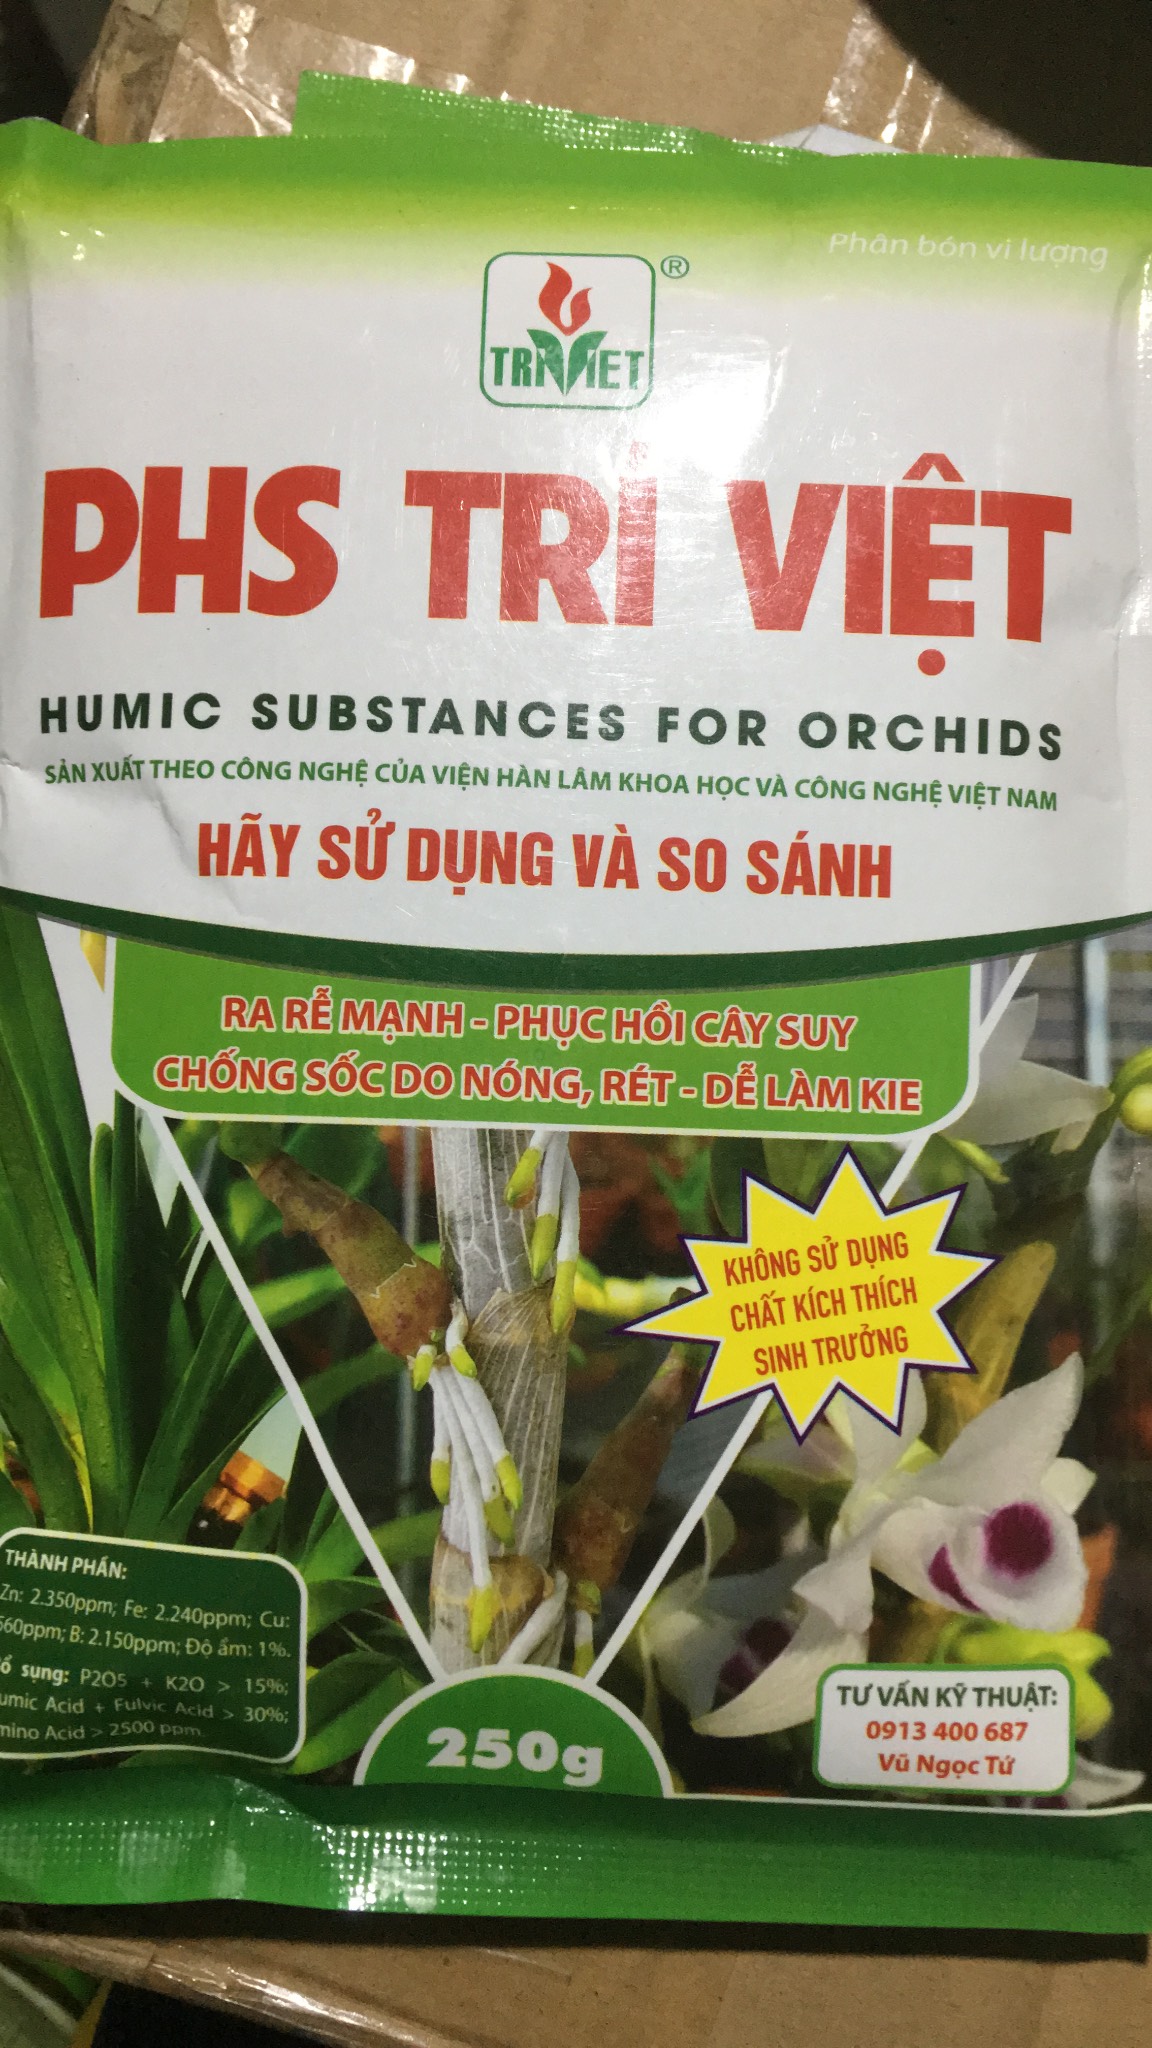 Phân bón vi lượng
TRÍ VIET ®
PHS TRÍ VIỆT
HUMIC SUBSTANCES FOR ORCHIDS
SẢN XUẤT THEO CÔNG NGHỆ CỦA VIỆN HÀN LÂM KHOA HỌC VÀ CÔNG NGHỆ VIỆT NAM
HÃY SỬ DỤNG VÀ SO SÁNH
RA RỄ MẠNH - PHỤC HỒI CÂY SUY
CHỐNG SỐC DO NÓNG, RÉT - DỄ LÀM KIE
KHÔNG SỬ DỤNG
CHẤT KÍCH THÍCH
SINH TRƯỞNG
THÀNH PHẦN:
Zn: 2.350ppm; Fe: 2.240ppm; Cu:
560ppm; B: 2.150ppm; Độ ẩm: 1%.
sung: P2O5 + K2O > 15%;
Acid + Fulvic Acid > 30%;
Acid > 2500 ppm.
250g
TƯ VẤN KỸ THUẬT:
0913 400 687
Vũ Ngọc Tứ